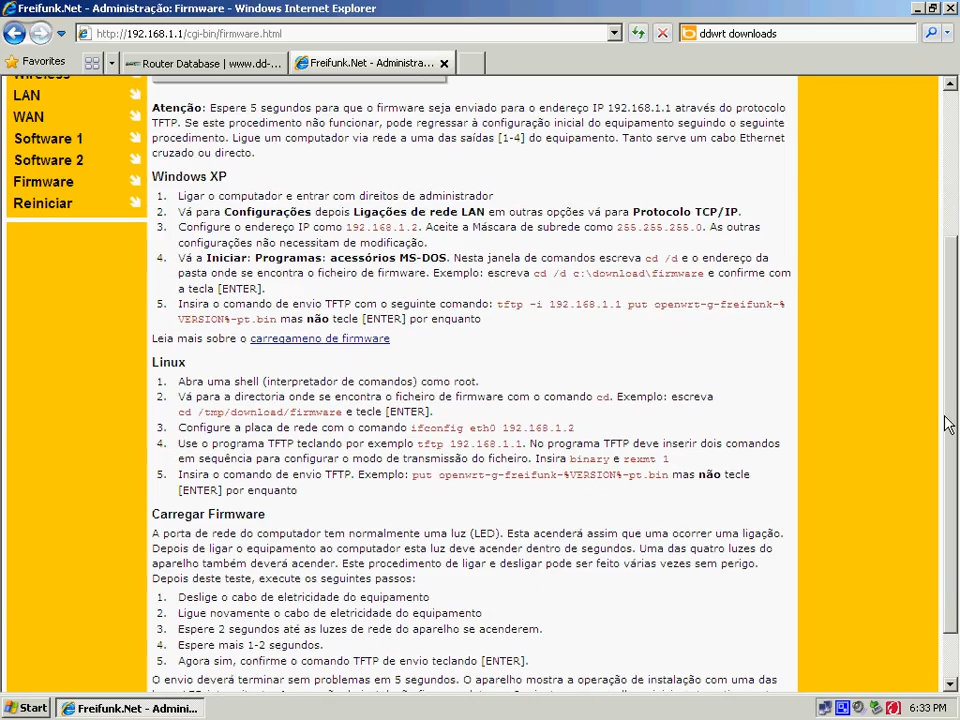 Freifunk.Net - Administração: Firmware - Windows Internet Explorer
http://192.168.1.1/cgi-bin/firmware.html
ddwrt downloads
Favorites
Router Database | www.dd-...
Freifunk.Net - Administra...
LAN
WAN
Software 1
Software 2
Firmware
Reiniciar
Atenção: Espere 5 segundos para que o firmware seja enviado para o endereço IP 192.168.1.1 através do protocolo
TFTP. Se este procedimento não funcionar, pode regressar à configuração inicial do equipamento seguindo o seguinte
procedimento. Ligue um computador via rede a uma das saídas [1-4] do equipamento. Tanto serve um cabo Ethernet
cruzado ou directo.
Windows XP
1. Ligar o computador e entrar com direitos de administrador
2. Vá para Configurações depois Ligações de rede LAN em outras opções vá para Protocolo TCP/IP.
3. Configure o endereço IP como 192.168.1.2. Aceite a Máscara de subrede como 255.255.255.0. As outras
configurações não necessitam de modificação.
4. Vá a Iniciar: Programas: acessórios MS-DOS. Nesta janela de comandos escreva cd /d e o endereço da
pasta onde se encontra o ficheiro de firmware. Exemplo: escreva cd /d c:\download\firmware e confirme com
a tecla [ENTER].
5. Insira o comando de envio TFTP com o seguinte comando: tftp -i 192.168.1.1 put openwrt-g-freifunk-%
VERSION%-pt.bin mas não tecle [ENTER] por enquanto
Leia mais sobre o carregameno de firmware
Linux
1. Abra uma shell (interpretador de comandos) como root.
2. Vá para a directoria onde se encontra o ficheiro de firmware com o comando cd. Exemplo: escreva
cd /tmp/download/firmware e tecle [ENTER].
3. Configure a placa de rede com o comando ifconfig eth0 192.168.1.2
4. Use o programa TFTP teclando por exemplo tftp 192.168.1.1. No programa TFTP deve inserir dois comandos
em sequência para configurar o modo de transmissão do ficheiro. Insira binary e rexmt 1
5. Insira o comando de envio TFTP. Exemplo: put openwrt-g-freifunk-%VERSION%-pt.bin mas não tecle
[ENTER] por enquanto
Carregar Firmware
A porta de rede do computador tem normalmente uma luz (LED). Esta acenderá assim que uma ocorrer uma ligação.
Depois de ligar o equipamento ao computador esta luz deve acender dentro de segundos. Uma das quatro luzes do
aparelho também deverá acender. Este procedimento de ligar e desligar pode ser feito várias vezes sem perigo.
Depois deste teste, execute os seguintes passos:
1. Deslige o cabo de eletricidade do equipamento
2. Ligue novamente o cabo de eletricidade do equipamento
3. Espere 2 segundo até as luzes de rede do aparelho se acenderem.
4. Espere mais 1-2 segundos.
5. Agora sim, confirme o comando TFTP de envio teclando [ENTER].
O envio deverá terminar sem problemas em 5 segundos. O aparelho mostra a operação de instalação com uma das
Start
Freifunk.Net - Admini...
6:33 PM